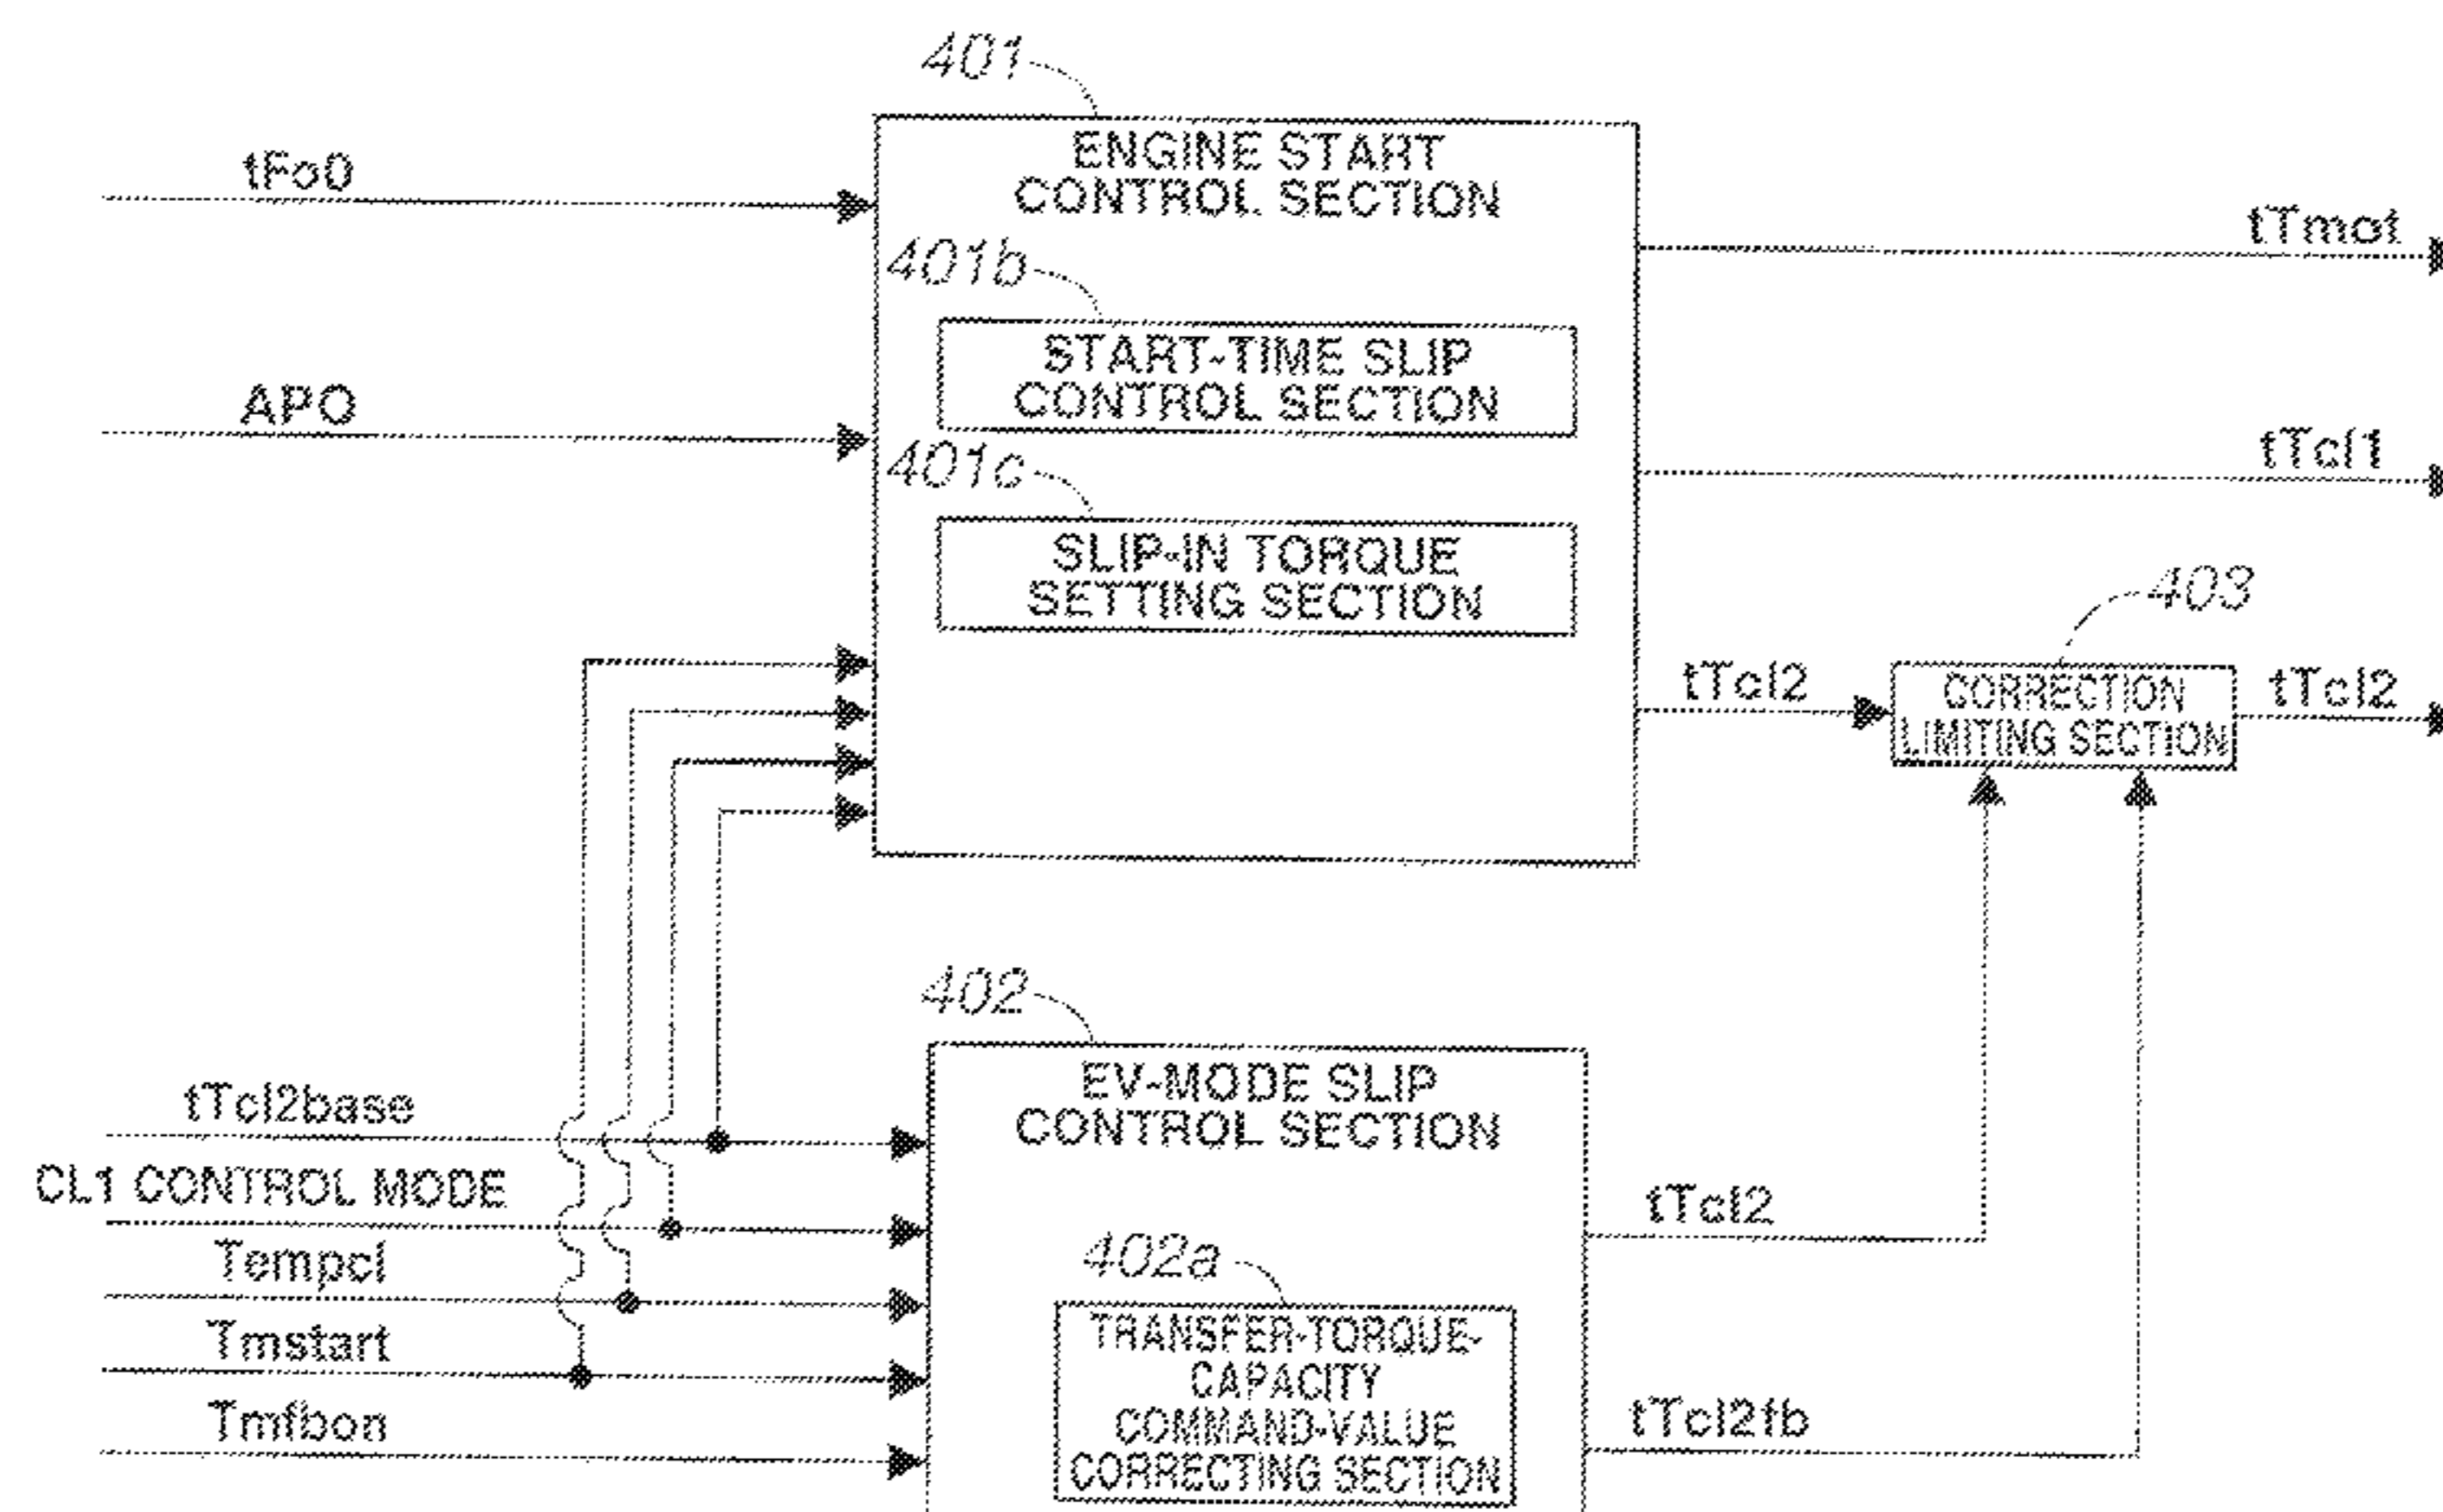 401
ENGINE START
CONTROL SECTION
tFo0
tTmot
401b
START-TIME SLIP
CONTROL SECTION
APO
tTcl1
401c
SLIP-IN TORQUE
SETTING SECTION
403
tTcl2
CORRECTION
LIMITING SECTION
tTcl2
402
EV-MODE SLIP
CONTROL SECTION
tTcl2base
CL1 CONTROL MODE
tTcl2
Tempcl
402a
TRANSFER-TORQUE-
CAPACITY
COMMAND-VALUE
CORRECTING SECTION
Tmstart
Tmfbon
tTcl2fb